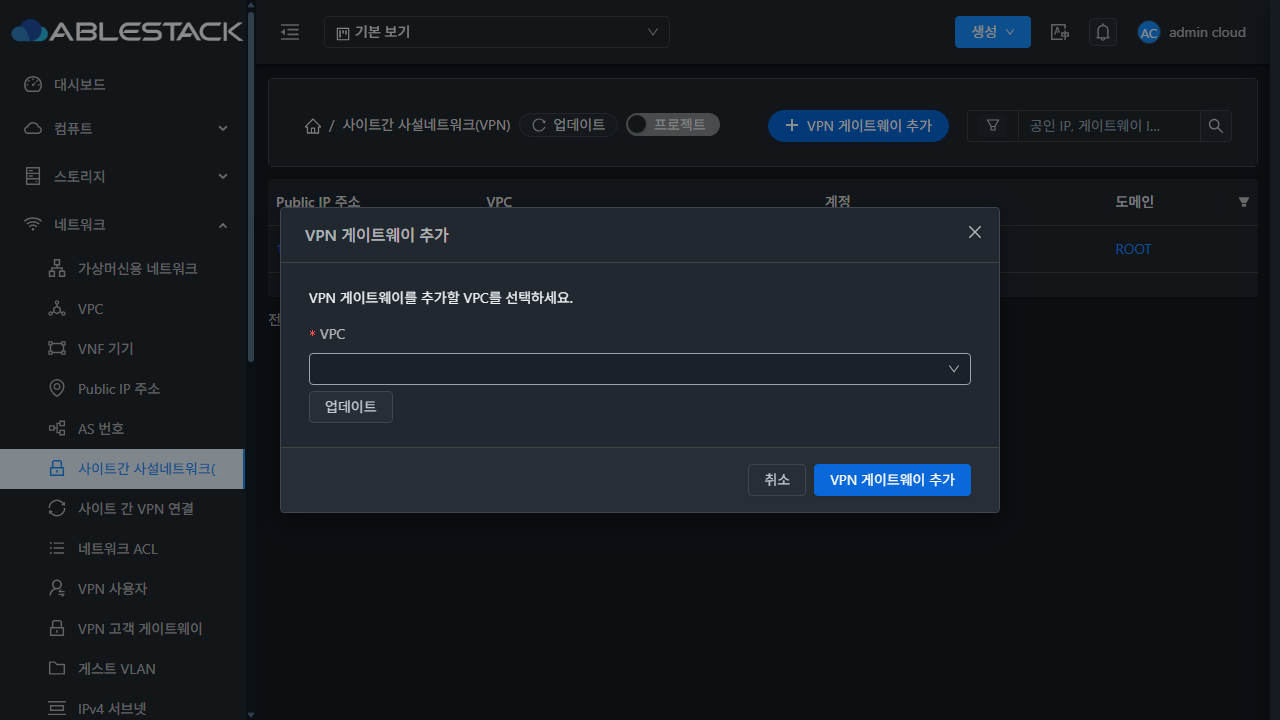 ABLESTACK
기본 보기
생성
AC
admin cloud
대시보드
컴퓨트
스토리지
네트워크
가상머신용 네트워크
VPC
VNF 기기
Public IP 주소
AS 번호
사이트간 사설네트워크(
사이트 간 VPN 연결
네트워크 ACL
VPN 사용자
VPN 고객 게이트웨이
게스트 VLAN
IPv4 서브넷
/ 사이트간 사설네트워크(VPN)
업데이트
프로젝트
+ VPN 게이트웨이 추가
공인 IP, 게이트웨이 I...
Public IP 주소
VPC
계정
도메인
ROOT
전
VPN 게이트웨이 추가
VPN 게이트웨이를 추가할 VPC를 선택하세요.
* VPC
업데이트
취소
VPN 게이트웨이 추가